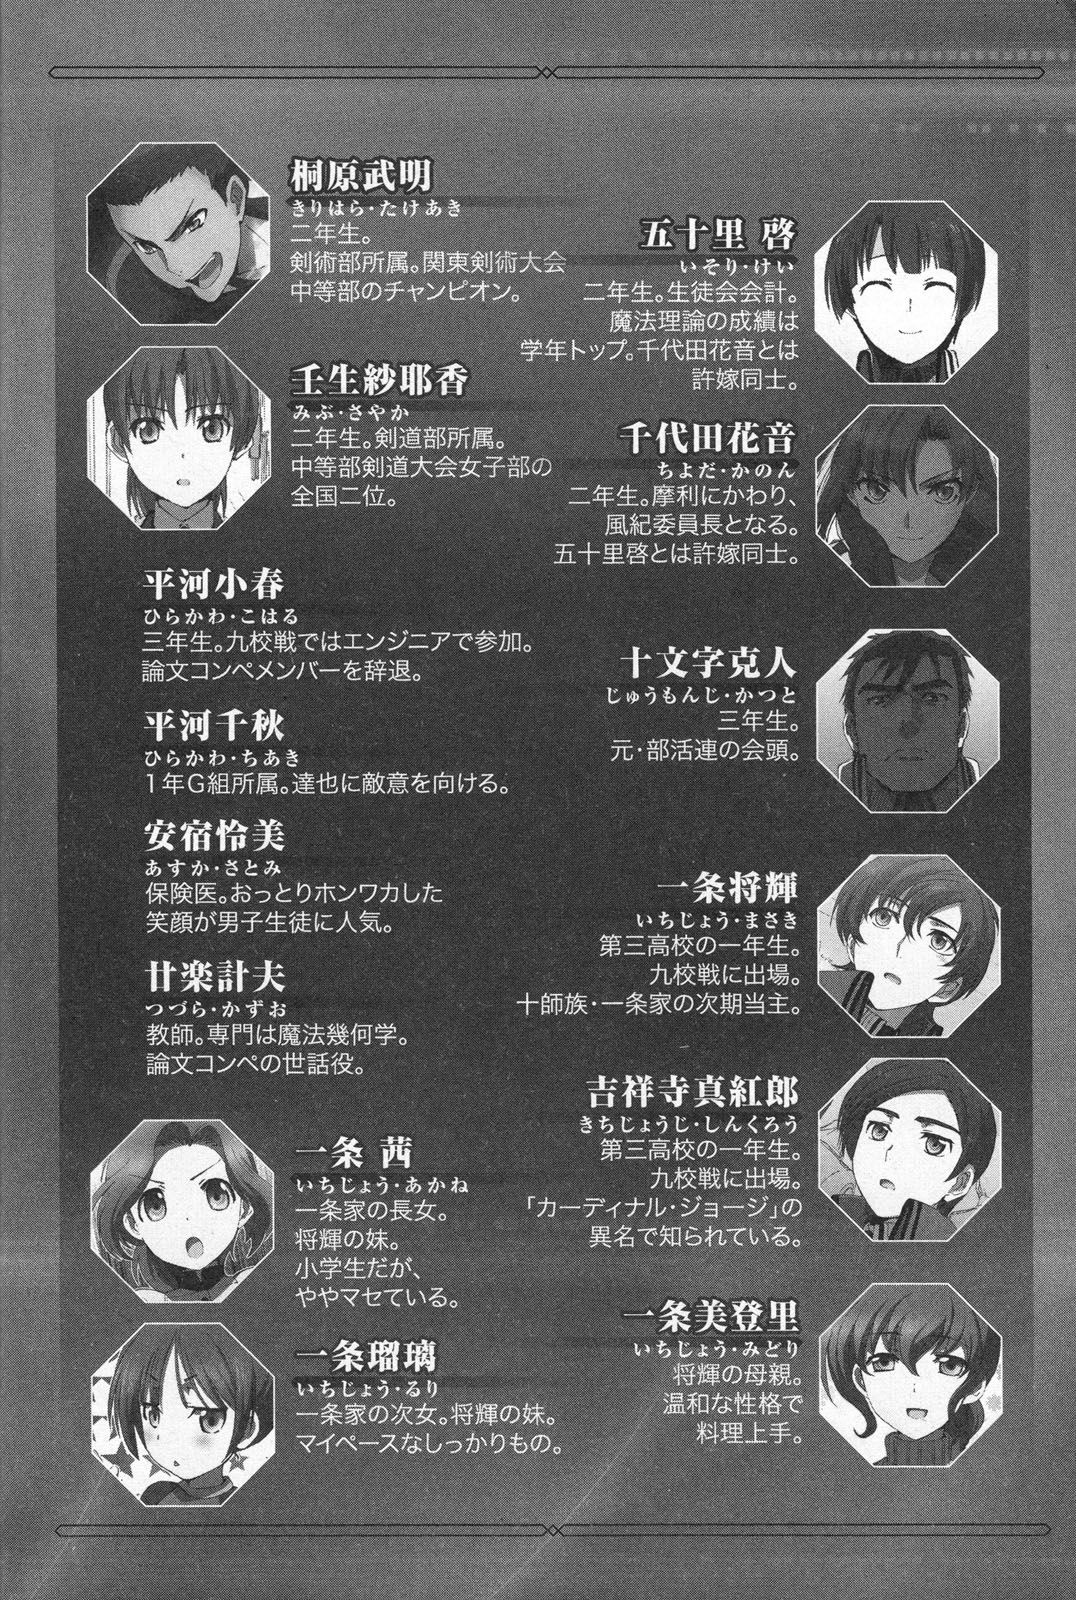 五十里 啓
いそり・けい
二年生。生徒会会計。
魔法理論の成績は
学年トップ。千代田花音とは
許嫁同士。
千代田花音
ちよだ・かのん
二年生。摩利にかわり、
風紀委員長となる。
五十里啓とは許嫁同士。
十文字克人
じゅうもんじ・かつと
三年生。
元・部活連の会頭。
一条将輝
いちじょう・まさき
第三高校の一年生。
九校戦に出場。
十師族・一条家の次期当主。
吉祥寺真紅郎
きちじょうじ・しんくろう
第三高校の一年生。
九校戦に出場。
「カーディナル・ジョージ」の
異名で知られている。
一条美登里
いちじょう・みどり
将輝の母親。
温和な性格で
料理上手。
桐原武明
きりはら・たけあき
二年生。
剣術部所属。関東剣術大会
中等部のチャンピオン。
壬生紗耶香
みぶ・さやか
二年生。剣道部所属。
中等部剣道大会女子部の
全国二位。
平河小春
ひらかわ・こはる
三年生。九校戦ではエンジニアで参加。
論文コンペメンバーを辞退。
平河千秋
ひらかわ・ちあき
1年G組所属。達也に敵意を向ける。
安宿怜美
あすか・さとみ
保険医。おっとりホンワカした
笑顔が男子生徒に人気。
廿楽計夫
つづら・かずお
教師。専門は魔法幾何学。
論文コンペの世話役。
一条 茜
いちじょう・あかね
一条家の長女。
将輝の妹。
小学生だが、
ややマセている。
一条瑠璃
いちじょう・るり
一条家の次女。将輝の妹。
マイペースなしっかりもの。